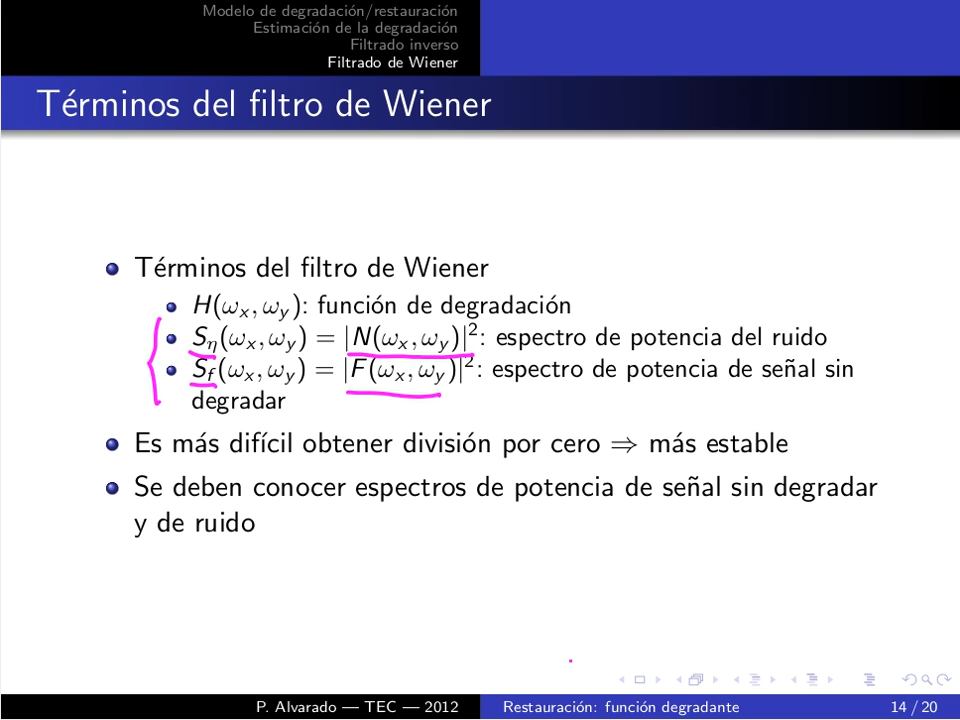 Modelo de degradación/restauración
Estimación de la degradación
Filtrado inverso
Filtrado de Wiener
Términos del filtro de Wiener
Términos del filtro de Wiener
H(ωx, ωy): función de degradación
Sη(ωx, ωy) = |N(ωx, ωy)|²: espectro de potencia del ruido
Sf(ωx, ωy) = |F(ωx, ωy)|²: espectro de potencia de señal sin
degradar
Es más difícil obtener división por cero ⇒ más estable
Se deben conocer espectros de potencia de señal sin degradar
y de ruido
P. Alvarado — TEC — 2012 Restauración: función degradante 14 / 20